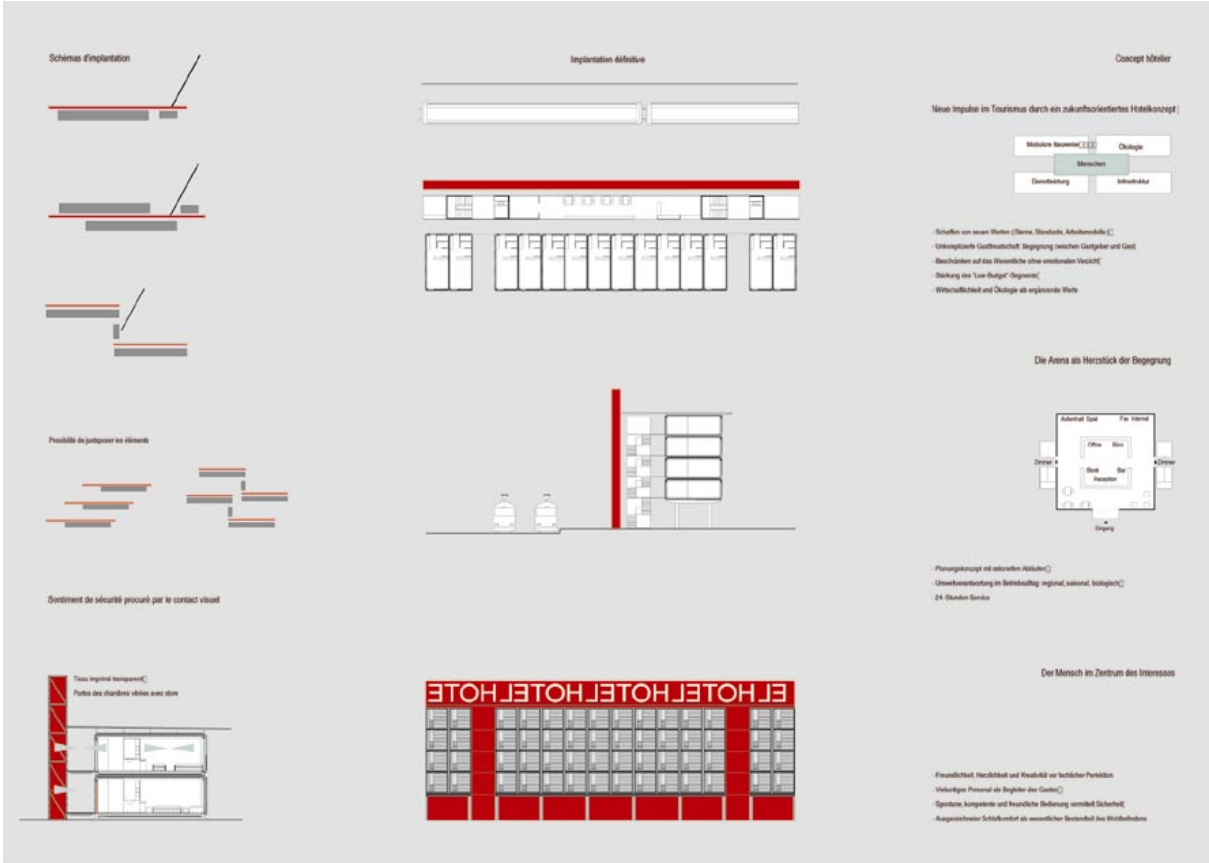 Schémas d'implantation
Possibilité de juxtaposer les éléments
Sentiment de sécurité procuré par le contact visuel
Tissu imprimé transparent
Portes des chambres vitrées avec store
Implantation définitive
EL HOTEL HOTEL HOTEL HOTE
Concept hôtelier
Neue Impulse im Tourismus durch ein zukunftsorientiertes Hotelkonzept
Modulare Bauweise
Ökologie
Menschen
Dienstleistung
Infrastruktur
- Schaffen von neuen Werten (Sterne, Standards, Arbeitsmodelle)
- Unkomplizierte Gastfreundschaft: Begegnung zwischen Gastgeber und Gast
- Beschränken auf das Wesentliche ohne emotionalen Verzicht
- Stärkung des "Low Budget"-Segments
- Wirtschaftlichkeit und Ökologie als ergänzende Werte
Die Arena als Herzstück der Begegnung
Aufenthalt Spiel
Fax Internet
Office Büro
Zimmer
Zimmer
Kiosk Bar
Reception
Eingang
- Planungskonzept mit rationellen Abläufen
- Umweltverantwortung im Betriebsalltag: regional, saisonal, biologisch
- 24 Stunden Service
Der Mensch im Zentrum des Interesses
- Freundlichkeit, Herzlichkeit und Kreativität vor fachlicher Perfektion
- Vielseitiges Personal als Begleiter des Gastes
- Spontane, kompetente und freundliche Bedienung vermittelt Sicherheit
- Ausgezeichneter Schlafkomfort als wesentlicher Bestandteil des Wohlbefindens